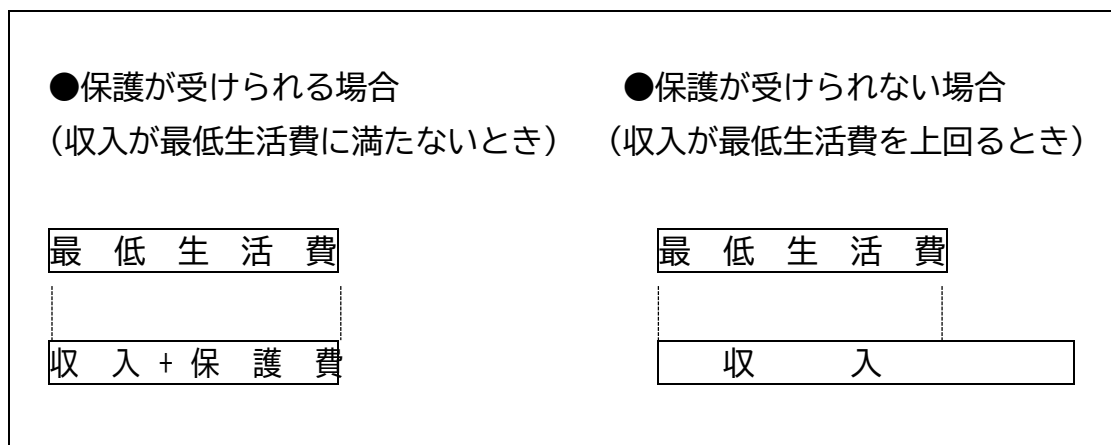 ●保護が受けられる場合
（収入が最低生活費に満たないとき）
最 低 生 活 費
収 入 + 保 護 費
●保護が受けられない場合
（収入が最低生活費を上回るとき）
最 低 生 活 費
収 入